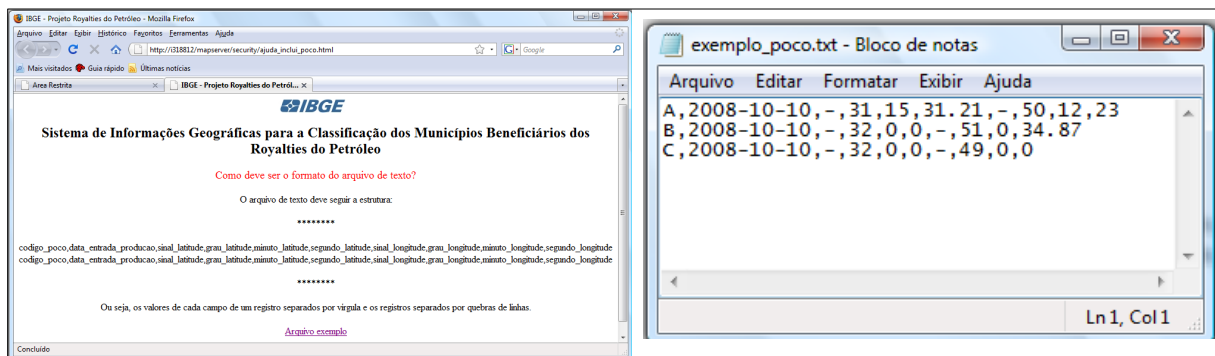 IBGE - Projeto Royalties do Petróleo - Mozilla Firefox
Arquivo Editar Exibir Histórico Favoritos Ferramentas Ajuda
http://i318812/mapserver/security/ajuda_inclui_poco.html
Google
Mais visitados Guia rápido Últimas notícias
Area Restrita
IBGE - Projeto Royalties do Petról...
IBGE
Sistema de Informações Geográficas para a Classificação dos Municípios Beneficiários dos
Royalties do Petróleo
Como deve ser o formato do arquivo de texto?
O arquivo de texto deve seguir a estrutura:
********
codigo_poco,data_entrada_producao,sinal_latitude,grau_latitude,minuto_latitude,segundo_latitude,sinal_longitude,grau_longitude,minuto_longitude,segundo_longitude
codigo_poco,data_entrada_producao,sinal_latitude,grau_latitude,minuto_latitude,segundo_latitude,sinal_longitude,grau_longitude,minuto_longitude,segundo_longitude
********
Ou seja, os valores de cada campo de um registro separados por virgula e os registros separados por quebras de linhas.
Arquivo exemplo
Concluído
exemplo_poco.txt - Bloco de notas
Arquivo Editar Formatar Exibir Ajuda
A,2008-10-10,-,31,15,31.21,-,50,12,23
B,2008-10-10,-,32,0,0,-,51,0,34.87
C,2008-10-10,-,32,0,0,-,49,0,0
Ln 1, Col 1